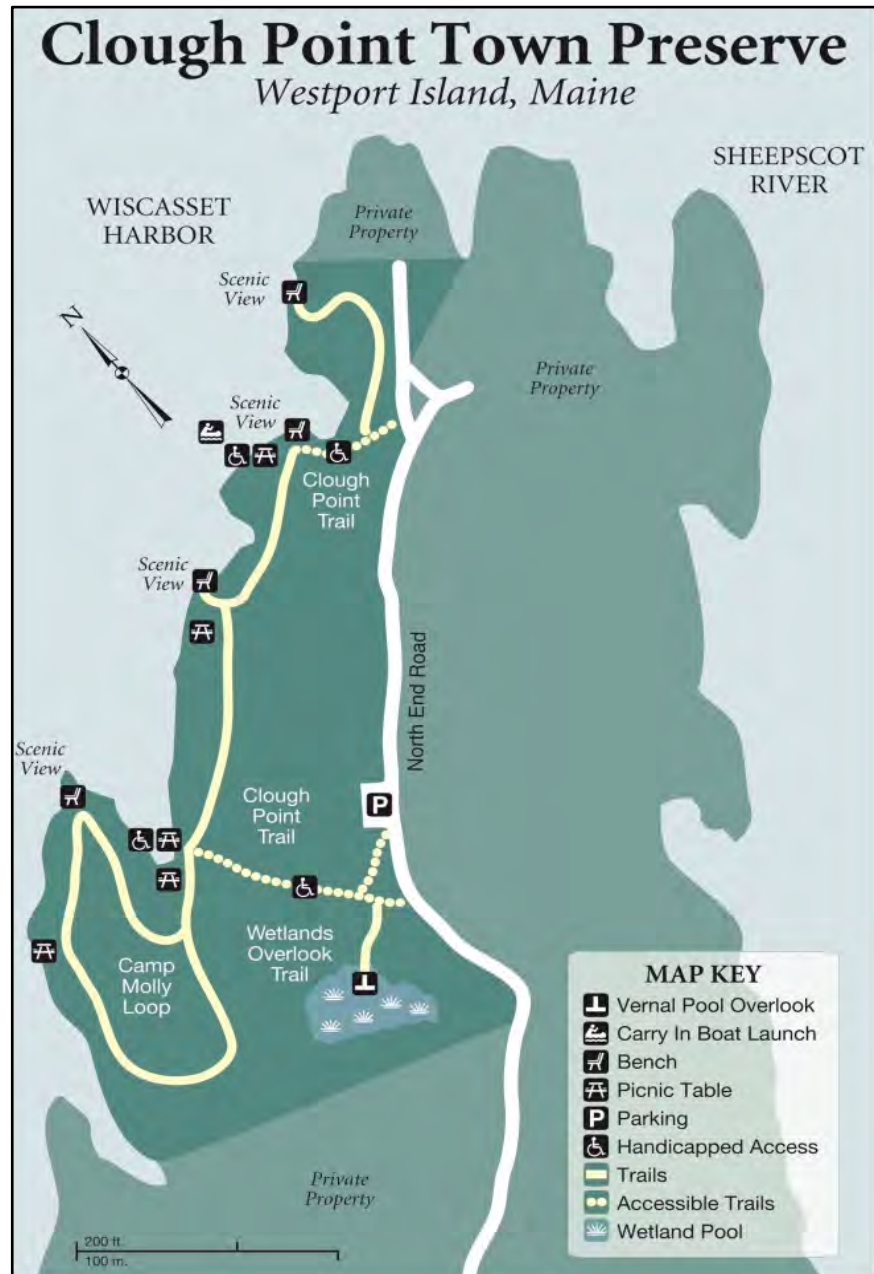 Clough Point Town Preserve
Westport Island, Maine
SHEEPSCOT
RIVER
WISCASSET
HARBOR
Private
Property
Scenic
View
N
Private
Property
Scenic
View
Clough
Point
Trail
Scenic
View
North End Road
Scenic
View
Clough
Point
Trail
P
Wetlands
Overlook
Trail
Camp
Molly
Loop
MAP KEY
Vernal Pool Overlook
Carry In Boat Launch
Bench
Picnic Table
P Parking
Handicapped Access
Trails
Accessible Trails
Wetland Pool
Private
Property
200 ft.
100 m.